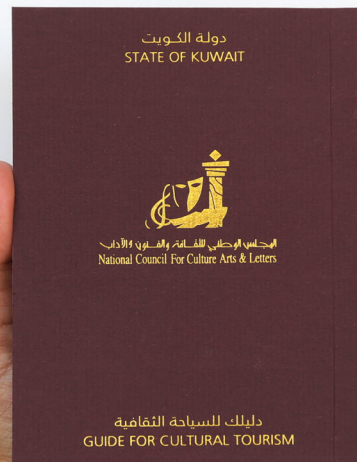 دولة الكويت
STATE OF KUWAIT
المجلس الوطني للثقافة والفنون والآداب
National Council For Culture Arts & Letters
دليلك للسياحة الثقافية
GUIDE FOR CULTURAL TOURISM